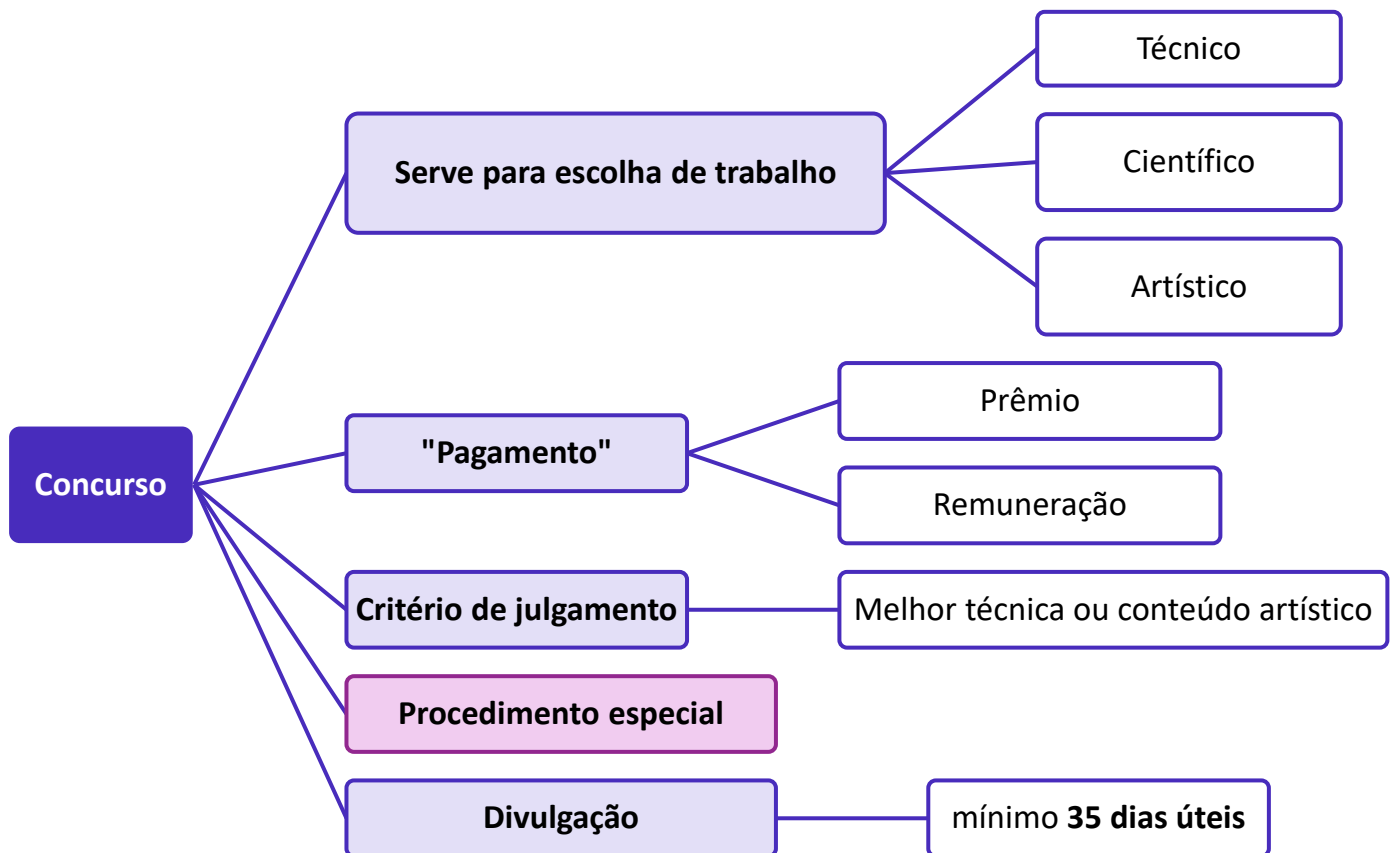 Concurso
Serve para escolha de trabalho
Técnico
Científico
Artístico
"Pagamento"
Prêmio
Remuneração
Critério de julgamento
Melhor técnica ou conteúdo artístico
Procedimento especial
Divulgação
mínimo 35 dias úteis